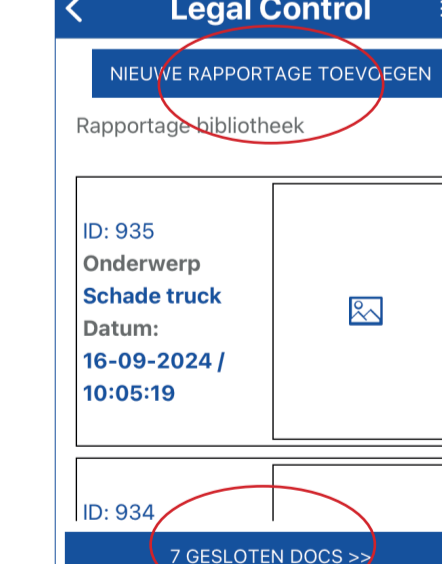 Legal Control
NIEUWE RAPPORTAGE TOEVOEGEN
Rapportage bibliotheek
ID: 935
Onderwerp
Schade truck
Datum:
16-09-2024 /
10:05:19
ID: 934
7 GESLOTEN DOCS >>